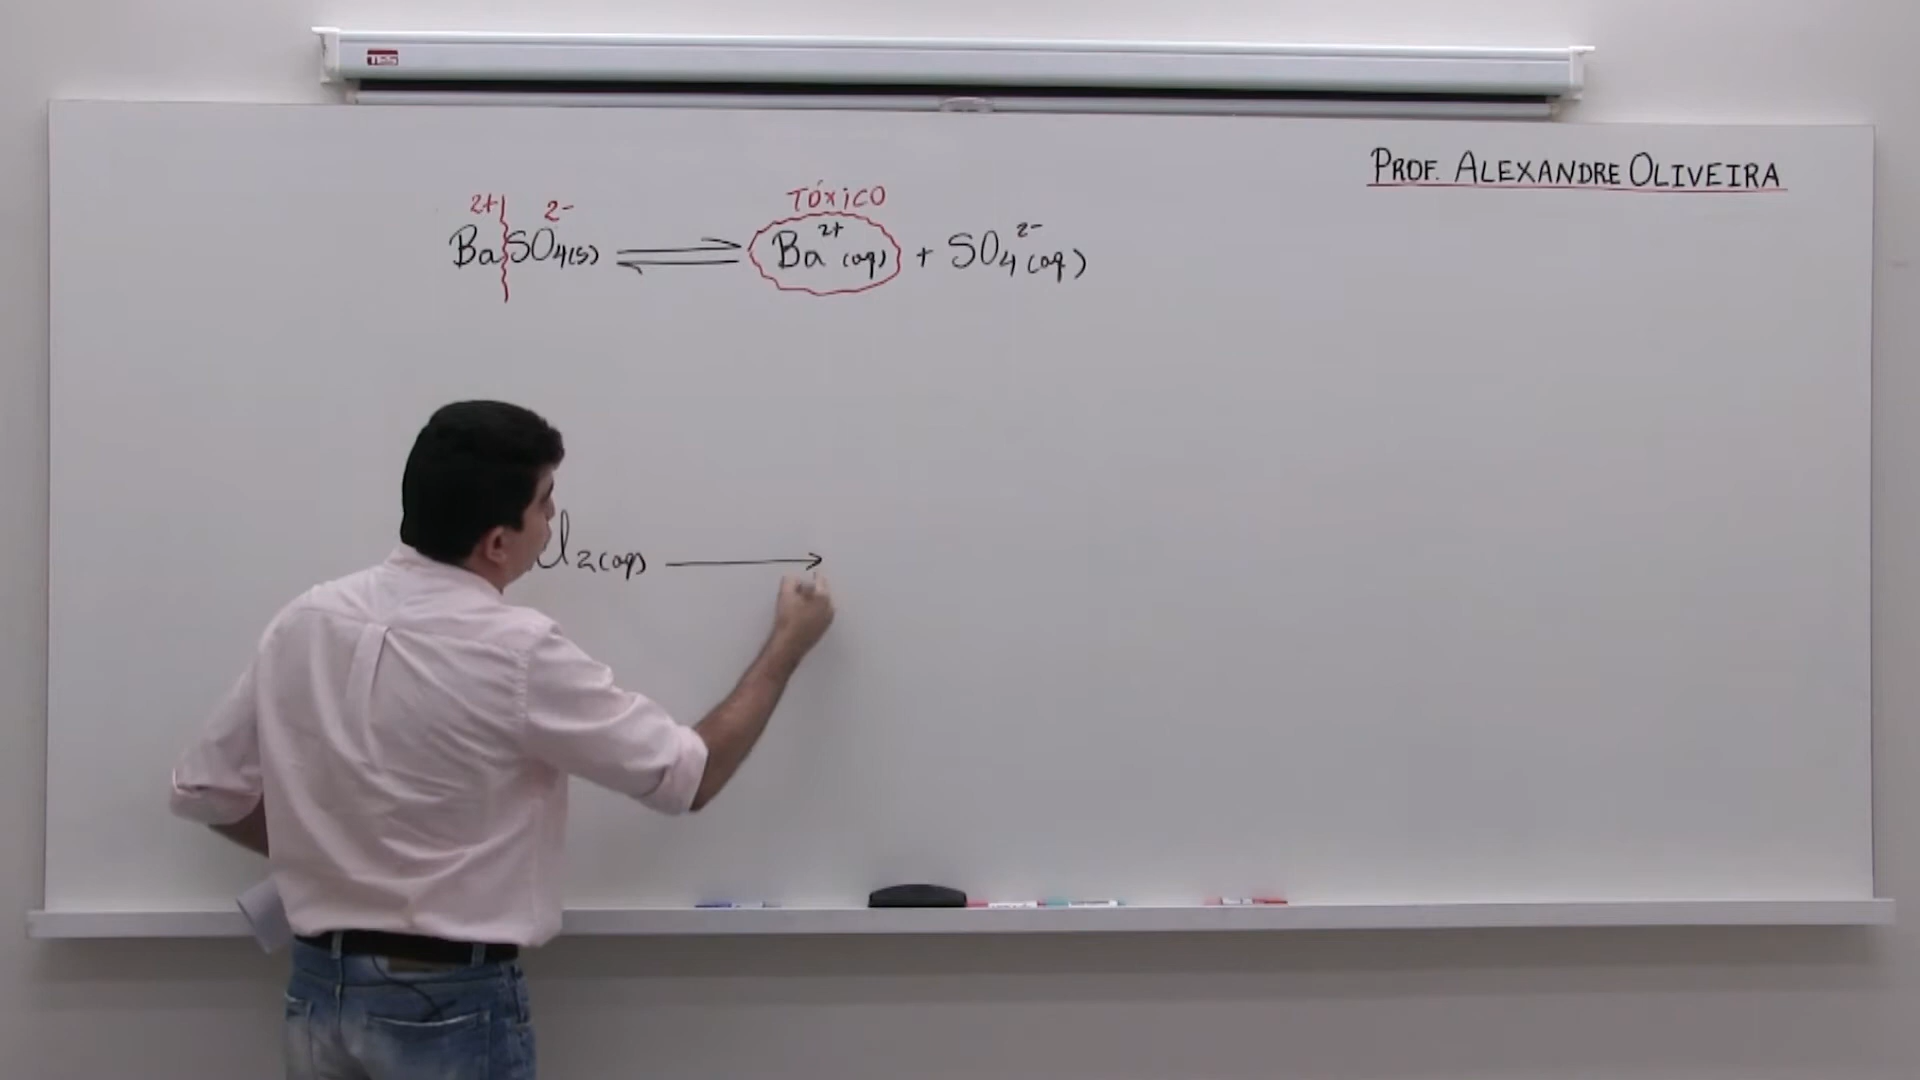 PROF. ALEXANDRE OLIVEIRA
TÓXICO
2+ 2-
BaSO4(s) ⇌ Ba2+(aq) + SO42-(aq)
l2(aq) →